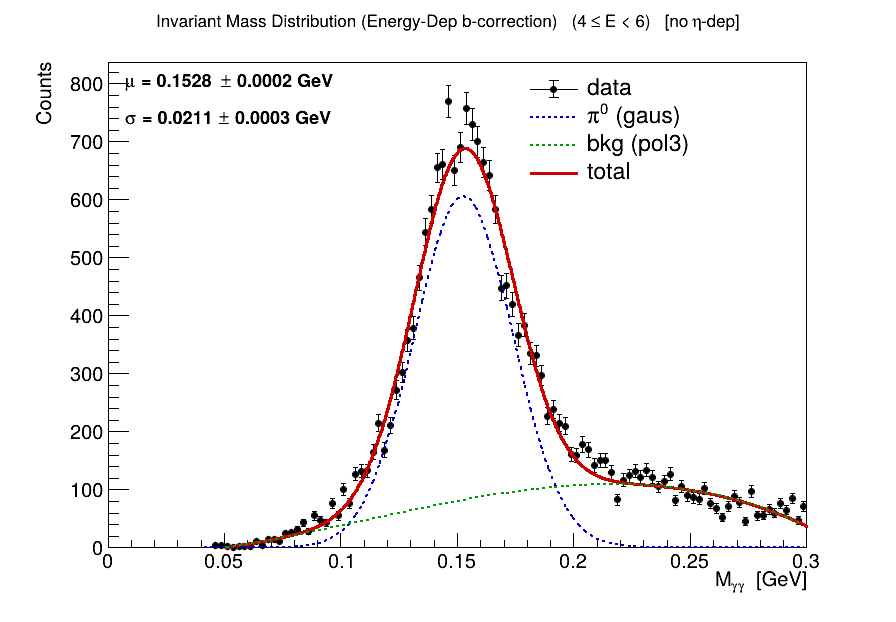 Invariant Mass Distribution (Energy-Dep b-correction) (4 ≤ E < 6) [no η-dep]
Counts
μ = 0.1528 ± 0.0002 GeV
σ = 0.0211 ± 0.0003 GeV
data
π⁰ (gaus)
bkg (pol3)
total
800
700
600
500
400
300
200
100
0
0 0.05 0.1 0.15 0.2 0.25 0.3
Mγγ [GeV]